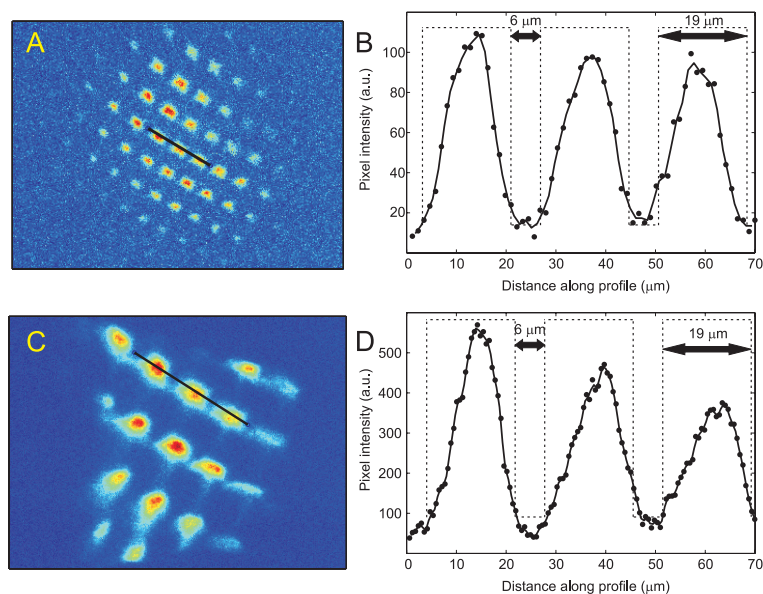 A
B
6 μm
19 μm
Pixel intensity (a.u.)
100
80
60
40
20
0 10 20 30 40 50 60 70
Distance along profile (μm)
C
D
6 μm
19 μm
Pixel intensity (a.u.)
500
400
300
200
100
0 10 20 30 40 50 60 70
Distance along profile (μm)